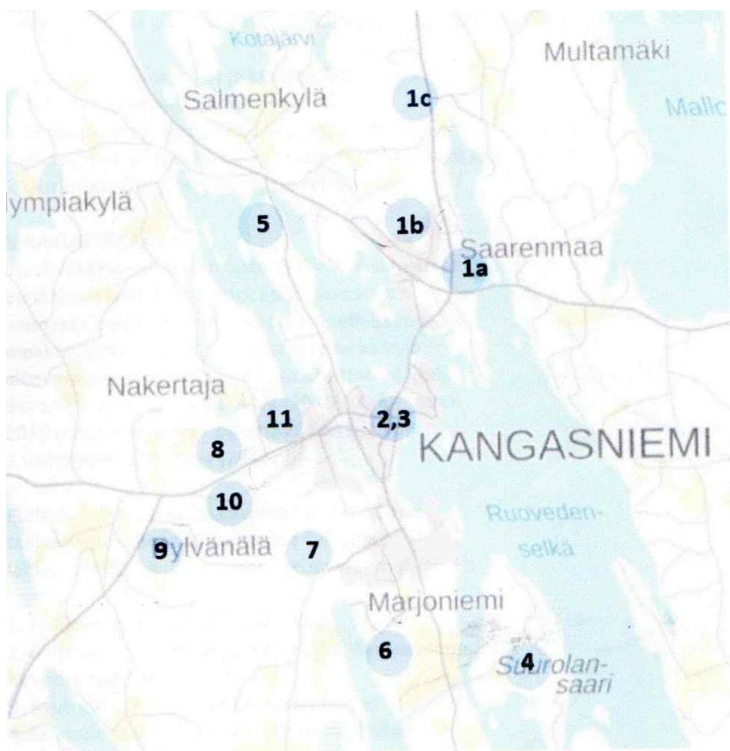 Kotajärvi
Multamäki
Salmenkylä
1c
Mallo
ympiakylä
5
1b
Saarenmaa
1a
Nakertaja
11
2,3
KANGASNIEMI
8
10
Ruoveden-
selkä
9
Pylvänälä
7
Marjoniemi
6
4
Suurolan-
saari